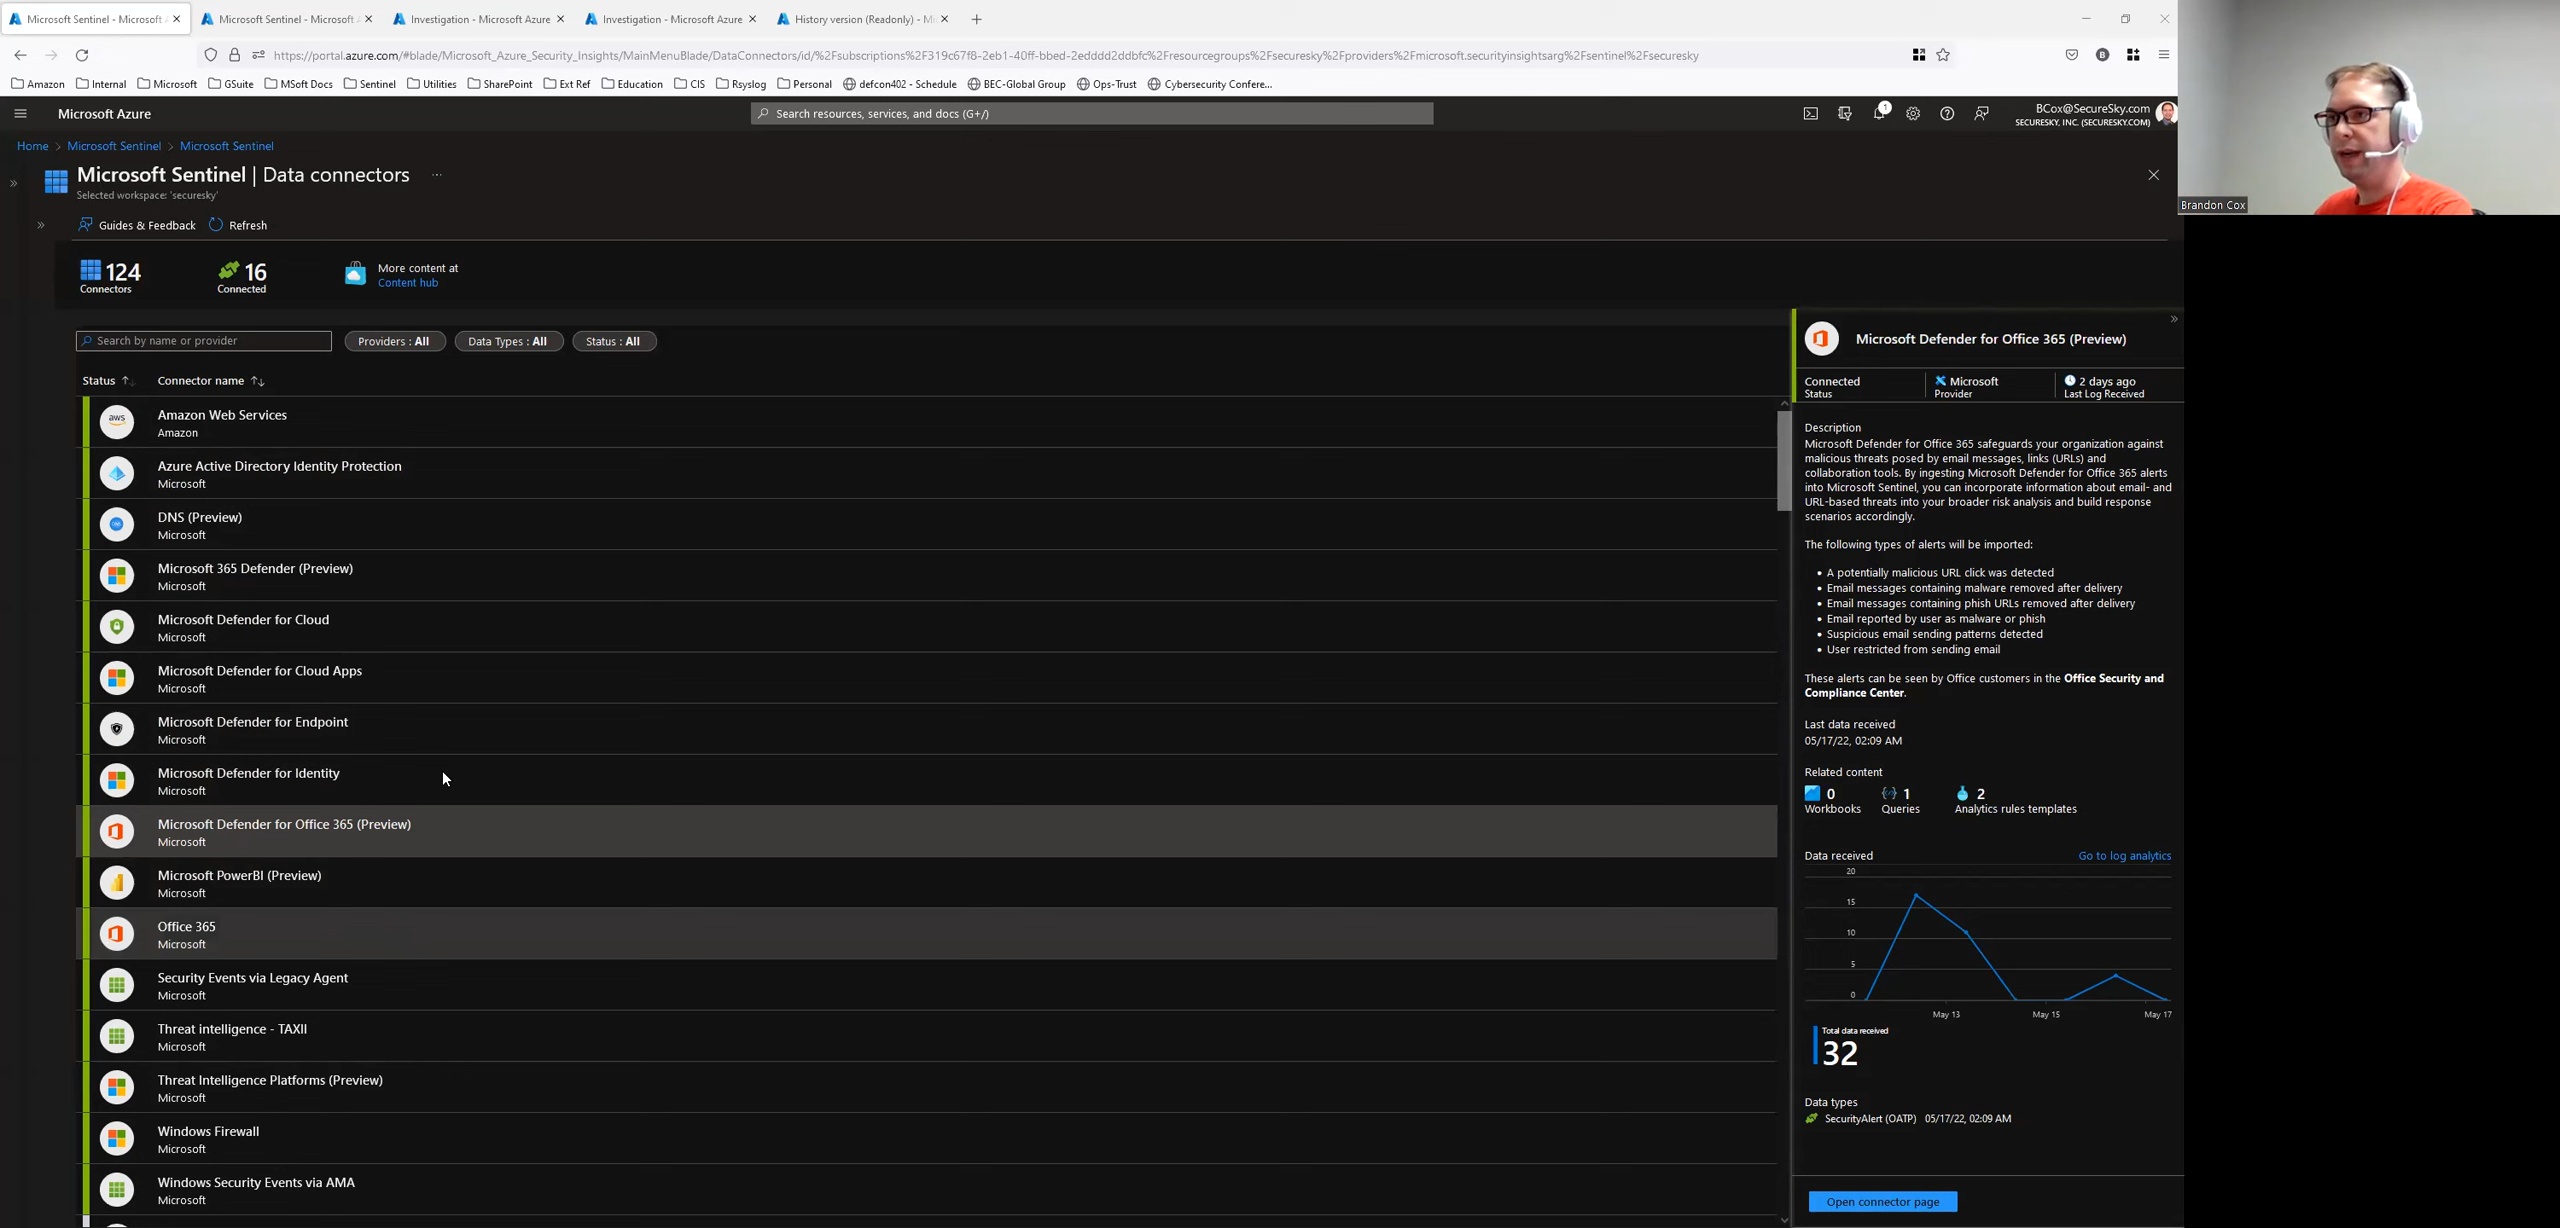 Microsoft Sentinel - Microsoft A
Microsoft Sentinel - Microsoft A
Investigation - Microsoft Azure
Investigation - Microsoft Azure
History version (Readonly) - Mi
https://portal.azure.com/#blade/Microsoft_Azure_Security_Insights/MainMenuBlade/DataConnectors/id/%2Fsubscriptions%2F319c67f8-2eb1-40ff-bbed-2edddd2ddbfc%2Fresourcegroups%2Fsecuresky%2Fproviders%2Fmicrosoft.securityinsightsarg%2Fsentinel%2Fsecuresky
B
Amazon Internal Microsoft GSuite MSoft Docs Sentinel Utilities SharePoint Ext Ref Education CIS Rsyslog Personal defcon402 - Schedule BEC-Global Group Ops-Trust Cybersecurity Confere...
Microsoft Azure
Search resources, services, and docs (G+/)
1
BCox@SecureSky.com
SECURESKY, INC. (SECURESKY.COM)
Home > Microsoft Sentinel > Microsoft Sentinel
Microsoft Sentinel | Data connectors ...
Selected workspace: 'securesky'
Guides & Feedback Refresh
124
Connectors
16
Connected
More content at
Content hub
Search by name or provider
Providers : All
Data Types : All
Status : All
Status
Connector name
aws
Amazon Web Services
Amazon
Azure Active Directory Identity Protection
Microsoft
DNS (Preview)
Microsoft
Microsoft 365 Defender (Preview)
Microsoft
Microsoft Defender for Cloud
Microsoft
Microsoft Defender for Cloud Apps
Microsoft
Microsoft Defender for Endpoint
Microsoft
Microsoft Defender for Identity
Microsoft
Microsoft Defender for Office 365 (Preview)
Microsoft
Microsoft PowerBI (Preview)
Microsoft
Office 365
Microsoft
Security Events via Legacy Agent
Microsoft
Threat intelligence - TAXII
Microsoft
Threat Intelligence Platforms (Preview)
Microsoft
Windows Firewall
Microsoft
Windows Security Events via AMA
Microsoft
Microsoft Defender for Office 365 (Preview)
Connected
Status
Microsoft
Provider
2 days ago
Last Log Received
Description
Microsoft Defender for Office 365 safeguards your organization against
malicious threats posed by email messages, links (URLs) and
collaboration tools. By ingesting Microsoft Defender for Office 365 alerts
into Microsoft Sentinel, you can incorporate information about email- and
URL-based threats into your broader risk analysis and build response
scenarios accordingly.
The following types of alerts will be imported:
• A potentially malicious URL click was detected
• Email messages containing malware removed after delivery
• Email messages containing phish URLs removed after delivery
• Email reported by user as malware or phish
• Suspicious email sending patterns detected
• User restricted from sending email
These alerts can be seen by Office customers in the Office Security and
Compliance Center.
Last data received
05/17/22, 02:09 AM
Related content
0
Workbooks
1
Queries
2
Analytics rules templates
Data received
Go to log analytics
20
15
10
5
0
May 13
May 15
May 17
Total data received
32
Data types
SecurityAlert (OATP) 05/17/22, 02:09 AM
Open connector page
Brandon Cox